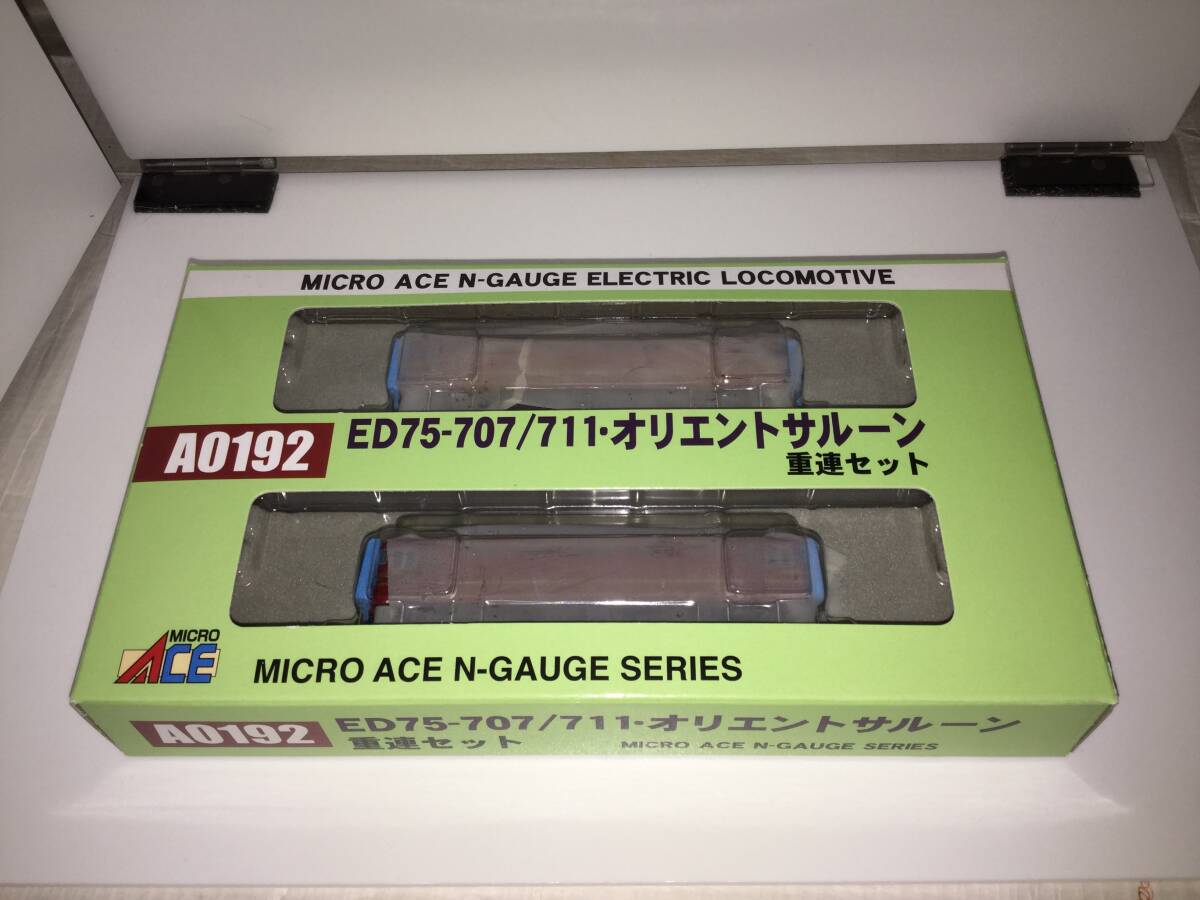 MICRO ACE N-GAUGE ELECTRIC LOCOMOTIVE
A0192
ED75-707/711・オリエントサルーン
重連セット
MICRO
ACE
MICRO ACE N-GAUGE SERIES
A0192
ED75-707/711・オリエントサルーン
重連セット
MICRO ACE N-GAUGE SERIES